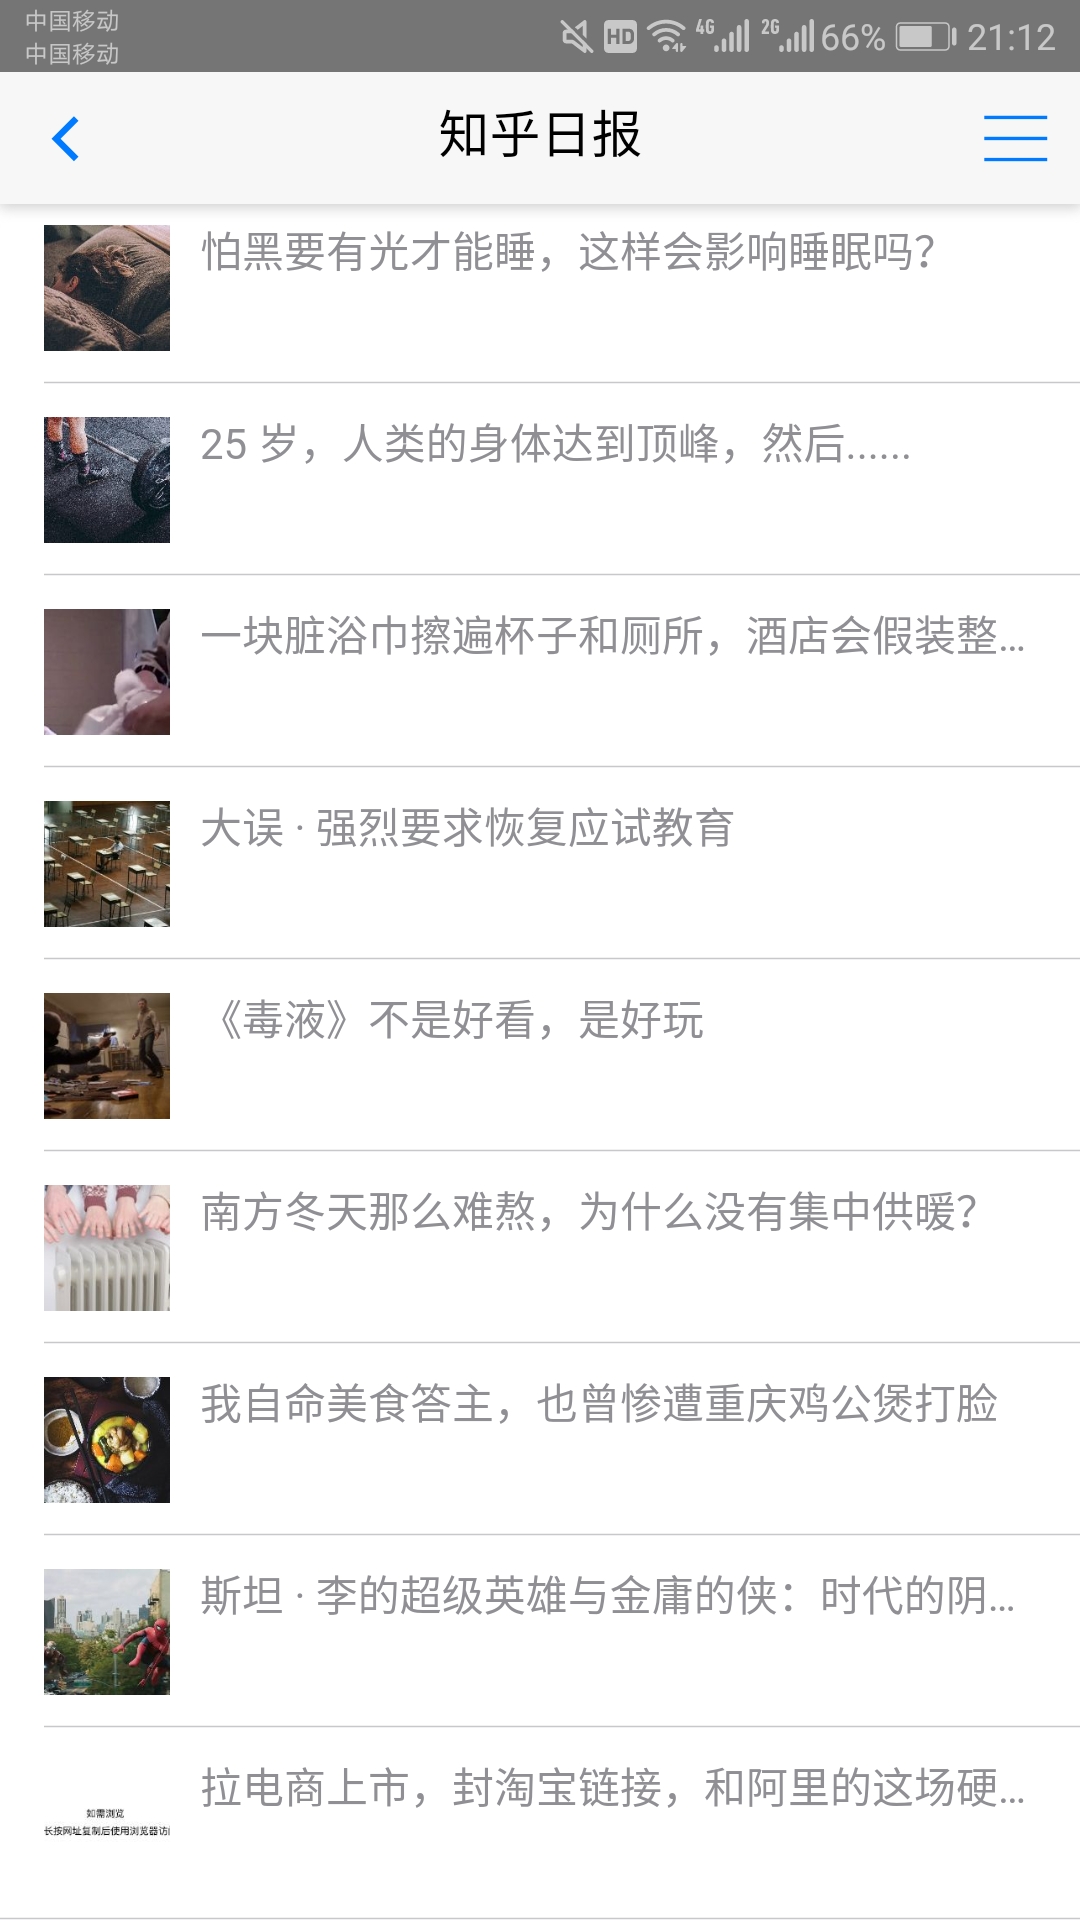 中国移动
中国移动
HD 4G 2G 66% 21:12
知乎日报
怕黑要有光才能睡，这样会影响睡眠吗？
25 岁，人类的身体达到顶峰，然后......
一块脏浴巾擦遍杯子和厕所，酒店会假装整...
大误 · 强烈要求恢复应试教育
《毒液》不是好看，是好玩
南方冬天那么难熬，为什么没有集中供暖？
我自命美食答主，也曾惨遭重庆鸡公煲打脸
斯坦 · 李的超级英雄与金庸的侠：时代的阴...
拉电商上市，封淘宝链接，和阿里的这场硬...
如需浏览
长按网址复制后使用浏览器访